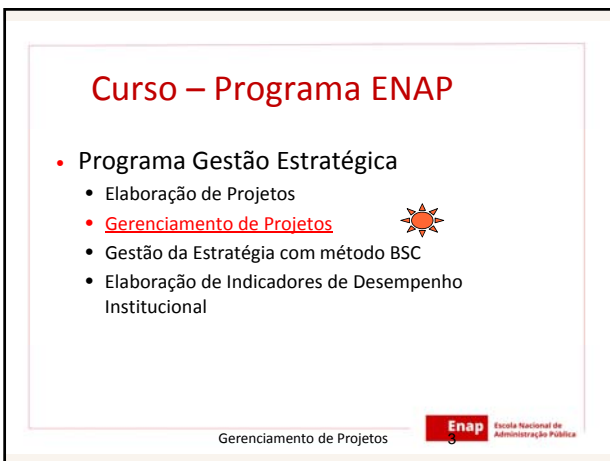 Curso – Programa ENAP
• Programa Gestão Estratégica
• Elaboração de Projetos
• Gerenciamento de Projetos
• Gestão da Estratégia com método BSC
• Elaboração de Indicadores de Desempenho
Institucional
Gerenciamento de Projetos
3
Enap
Escola Nacional de
Administração Pública